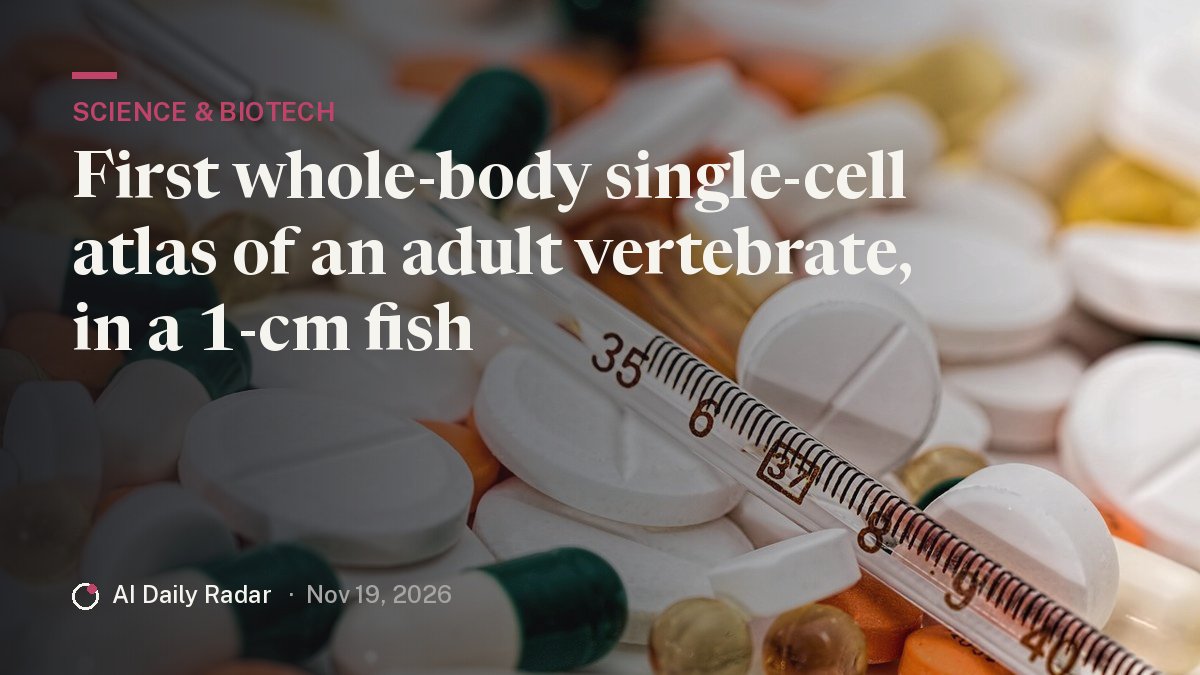 SCIENCE & BIOTECH
First whole-body single-cell
atlas of an adult vertebrate,
in a 1-cm fish
35
6
37
8
9
40
AI Daily Radar · Nov 19, 2026